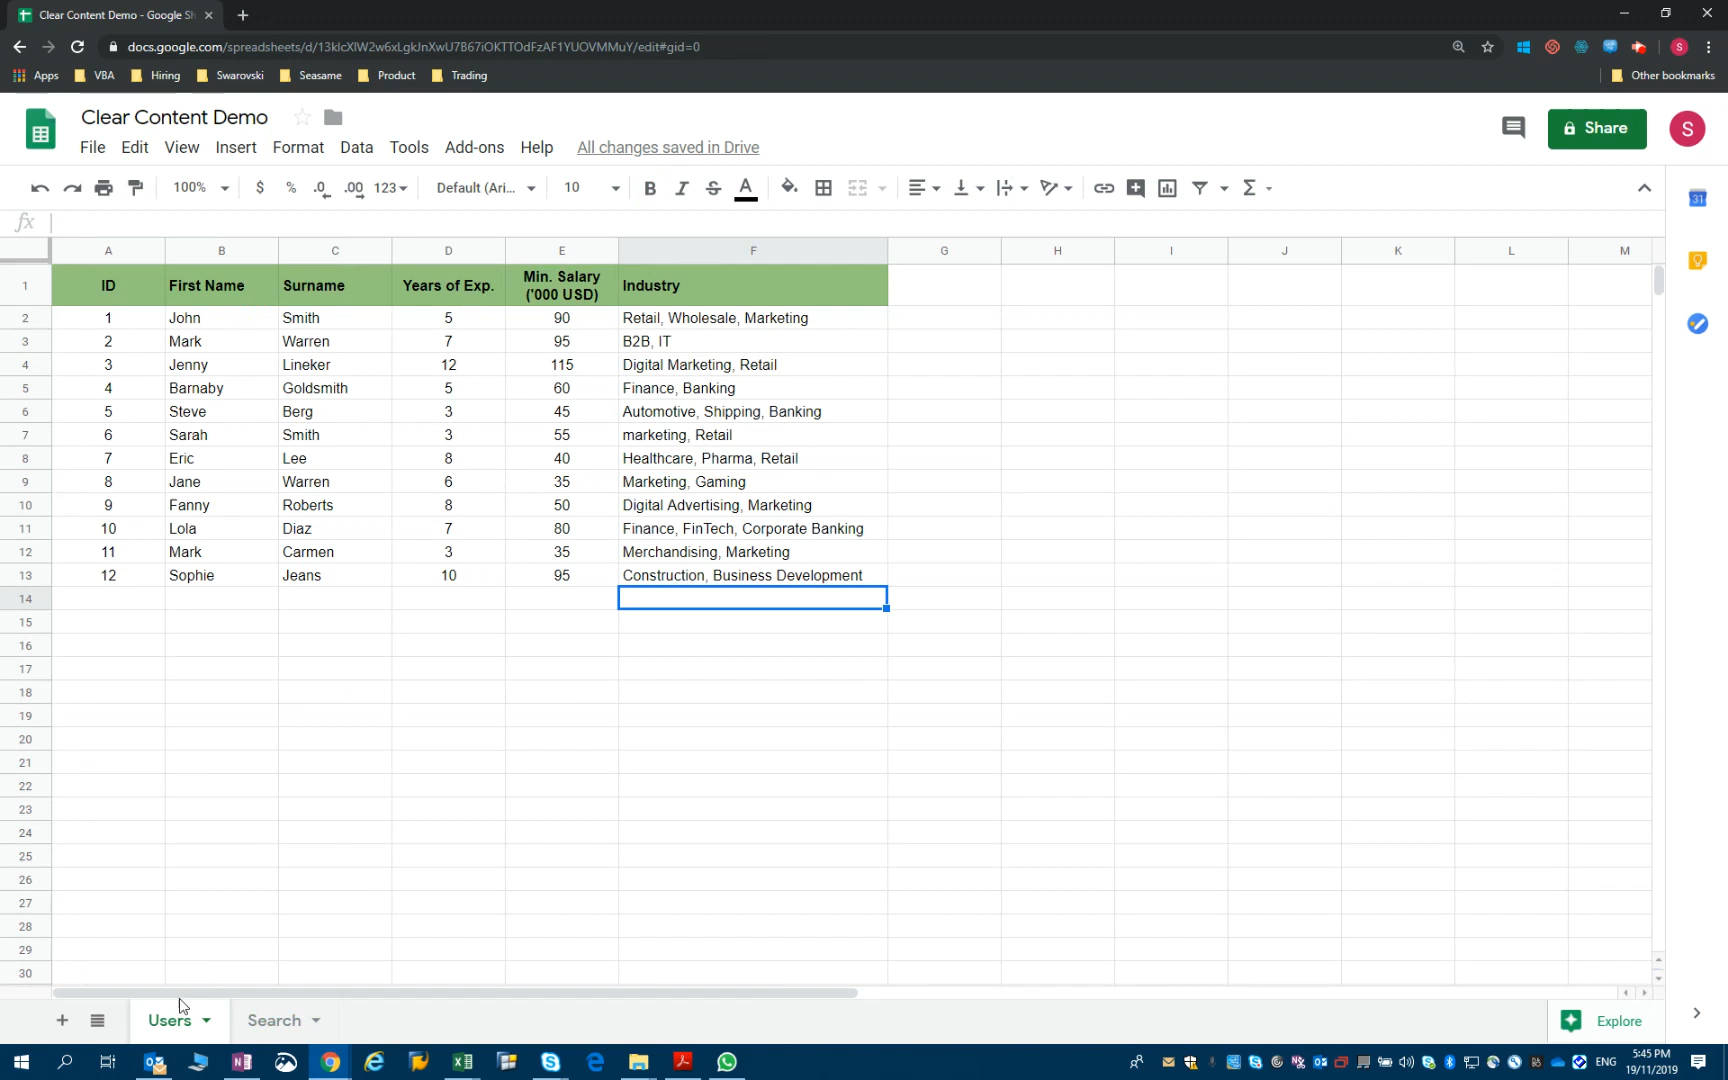 Clear Content Demo - Google Sh
docs.google.com/spreadsheets/d/13klcXlW2w6xLgkJnXwU7B67iOKTTOdFzAF1YUOVMMuY/edit#gid=0
S
Apps VBA Hiring Swarovski Seasame Product Trading Other bookmarks
Clear Content Demo
Share
S
File Edit View Insert Format Data Tools Add-ons Help All changes saved in Drive
100% $ % .0 .00 123 Default (Ari... 10 B I S A Σ
31
fx
A B C D E F G H I J K L M
1 ID First Name Surname Years of Exp. Min. Salary ('000 USD) Industry
2 1 John Smith 5 90 Retail, Wholesale, Marketing
3 2 Mark Warren 7 95 B2B, IT
4 3 Jenny Lineker 12 115 Digital Marketing, Retail
5 4 Barnaby Goldsmith 5 60 Finance, Banking
6 5 Steve Berg 3 45 Automotive, Shipping, Banking
7 6 Sarah Smith 3 55 marketing, Retail
8 7 Eric Lee 8 40 Healthcare, Pharma, Retail
9 8 Jane Warren 6 35 Marketing, Gaming
10 9 Fanny Roberts 8 50 Digital Advertising, Marketing
11 10 Lola Diaz 7 80 Finance, FinTech, Corporate Banking
12 11 Mark Carmen 3 35 Merchandising, Marketing
13 12 Sophie Jeans 10 95 Construction, Business Development
14
15
16
17
18
19
20
21
22
23
24
25
26
27
28
29
30
Users Search Explore
ENG 5:45 PM
19/11/2019